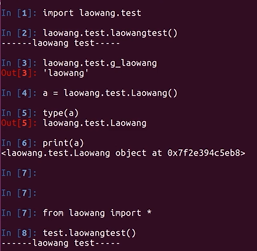 In [1]: import laowang.test
In [2]: laowang.test.laowangtest()
------laowang test-----
In [3]: laowang.test.g_laowang
Out[3]: 'laowang'
In [4]: a = laowang.test.Laowang()
In [5]: type(a)
Out[5]: laowang.test.Laowang
In [6]: print(a)
<laowang.test.Laowang object at 0x7f2e394c5eb8>
In [7]:
In [7]:
In [7]: from laowang import *
In [8]: test.laowangtest()
------laowang test-----